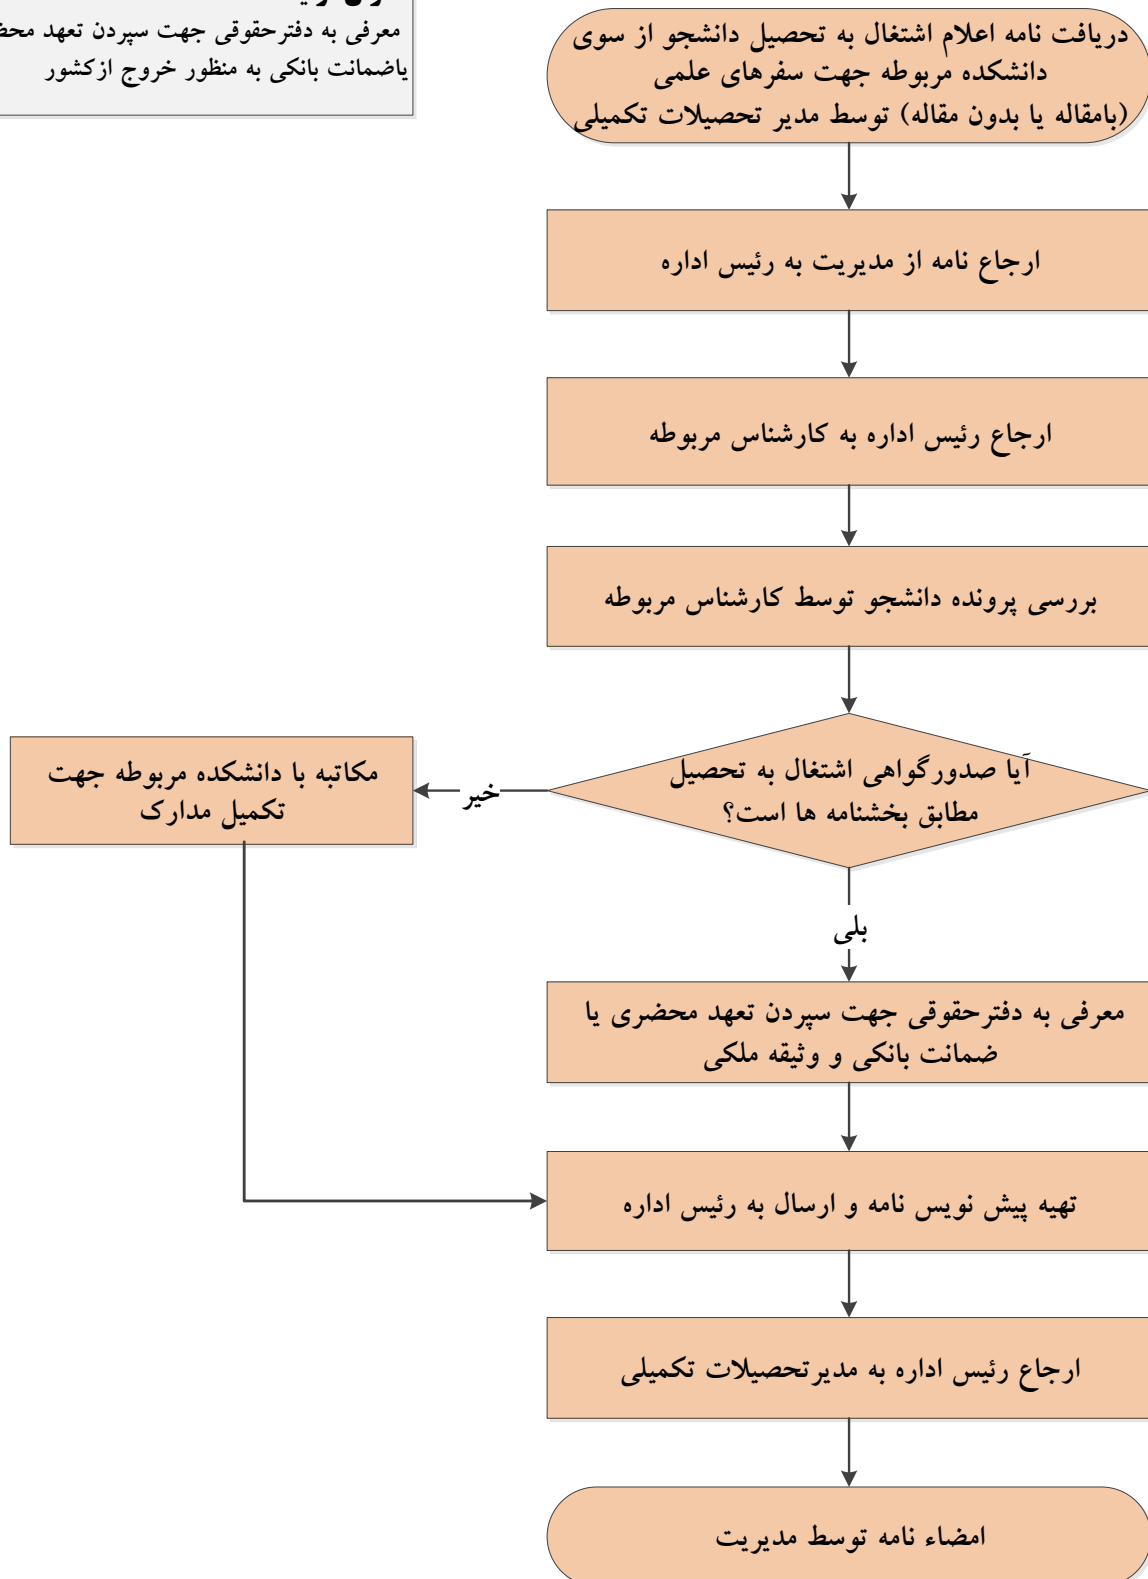 معرفی به دفترحقوقی جهت سپردن تعهد
یاضمانت بانکی به منظور خروج ازکشور
دریافت نامه اعلام اشتغال به تحصیل دانشجو از سوی
دانشکده مربوطه جهت سفرهای علمی
(بامقاله یا بدون مقاله) توسط مدیر تحصیلات تکمیلی
ارجاع نامه از مدیریت به رئیس اداره
ارجاع رئیس اداره به کارشناس مربوطه
بررسی پرونده دانشجو توسط کارشناس مربوطه
آیا صدورگواهی اشتغال به تحصیل
مطابق بخشنامه ها است؟
خیر
مکاتبه با دانشکده مربوطه جهت
تکمیل مدارک
بلی
معرفی به دفترحقوقی جهت سپردن تعهد محضری یا
ضمانت بانکی و وثیقه ملکی
تهیه پیش نویس نامه و ارسال به رئیس اداره
ارجاع رئیس اداره به مدیرتحصیلات تکمیلی
امضاء نامه توسط مدیریت